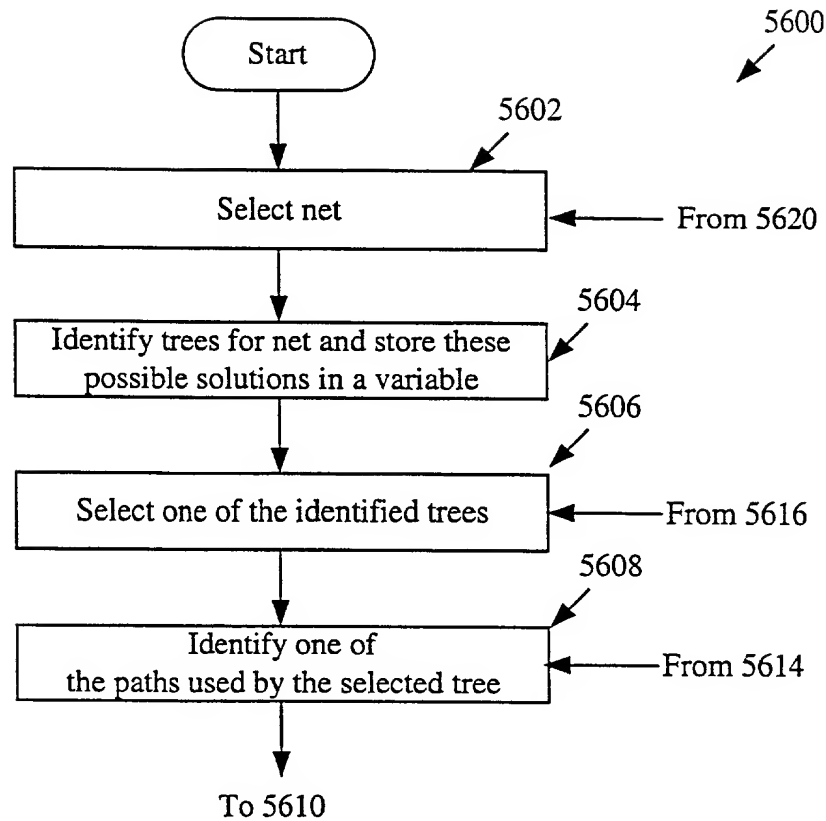 5600
Start
5602
Select net
From 5620
5604
Identify trees for net and store these
possible solutions in a variable
5606
Select one of the identified trees
From 5616
5608
Identify one of
the paths used by the selected tree
From 5614
To 5610